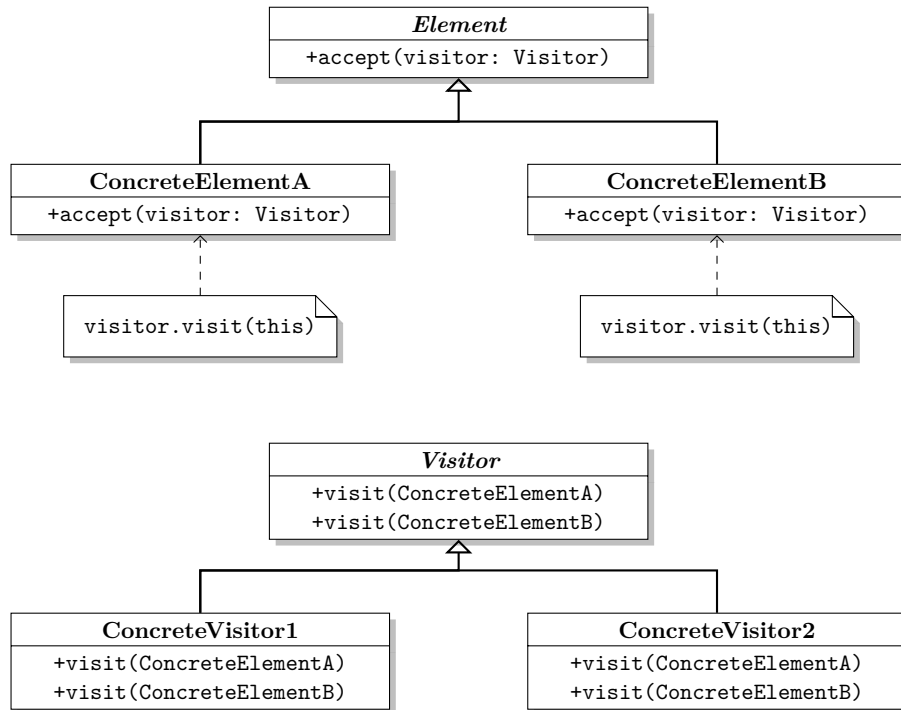 Element
+accept(visitor: Visitor)
ConcreteElementA
+accept(visitor: Visitor)
ConcreteElementB
+accept(visitor: Visitor)
visitor.visit(this)
visitor.visit(this)
Visitor
+visit(ConcreteElementA)
+visit(ConcreteElementB)
ConcreteVisitor1
+visit(ConcreteElementA)
+visit(ConcreteElementB)
ConcreteVisitor2
+visit(ConcreteElementA)
+visit(ConcreteElementB)